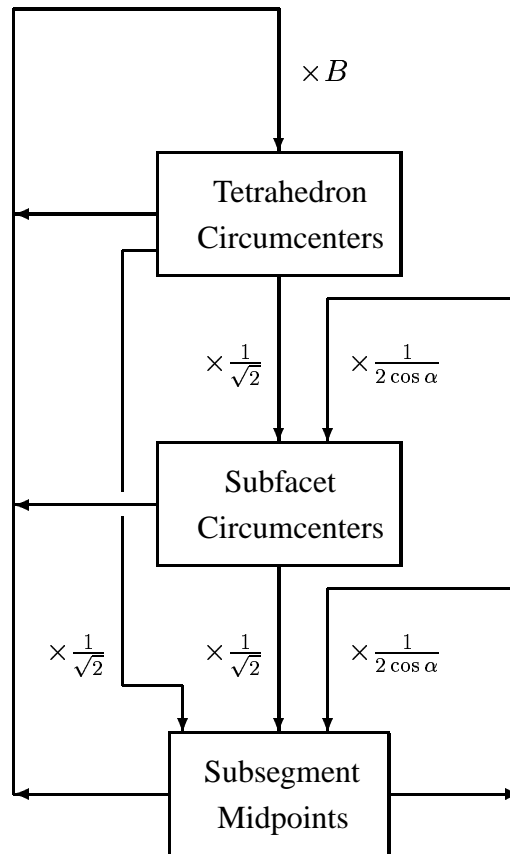 ×B
Tetrahedron
Circumcenters
× 1/√2
× 1/(2 cos α)
Subfacet
Circumcenters
× 1/√2
× 1/√2
× 1/(2 cos α)
Subsegment
Midpoints